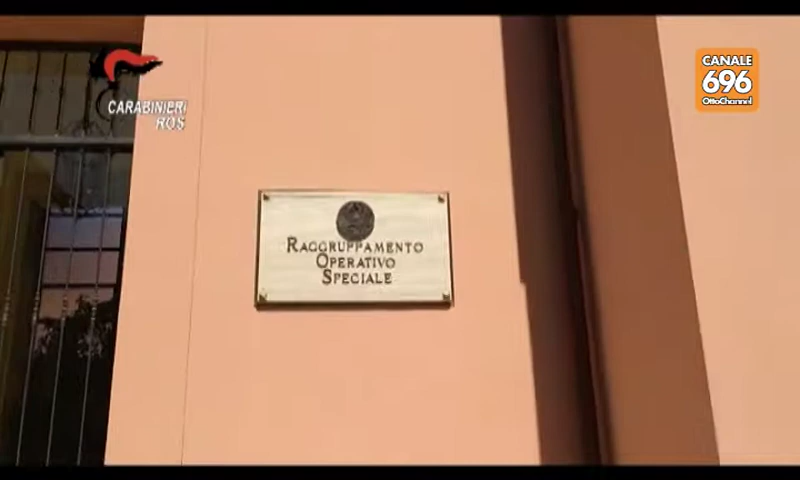 CARABINIERI
ROS
CANALE
696
OttoChannel
RAGGRUPPAMENTO
OPERATIVO
SPECIALE